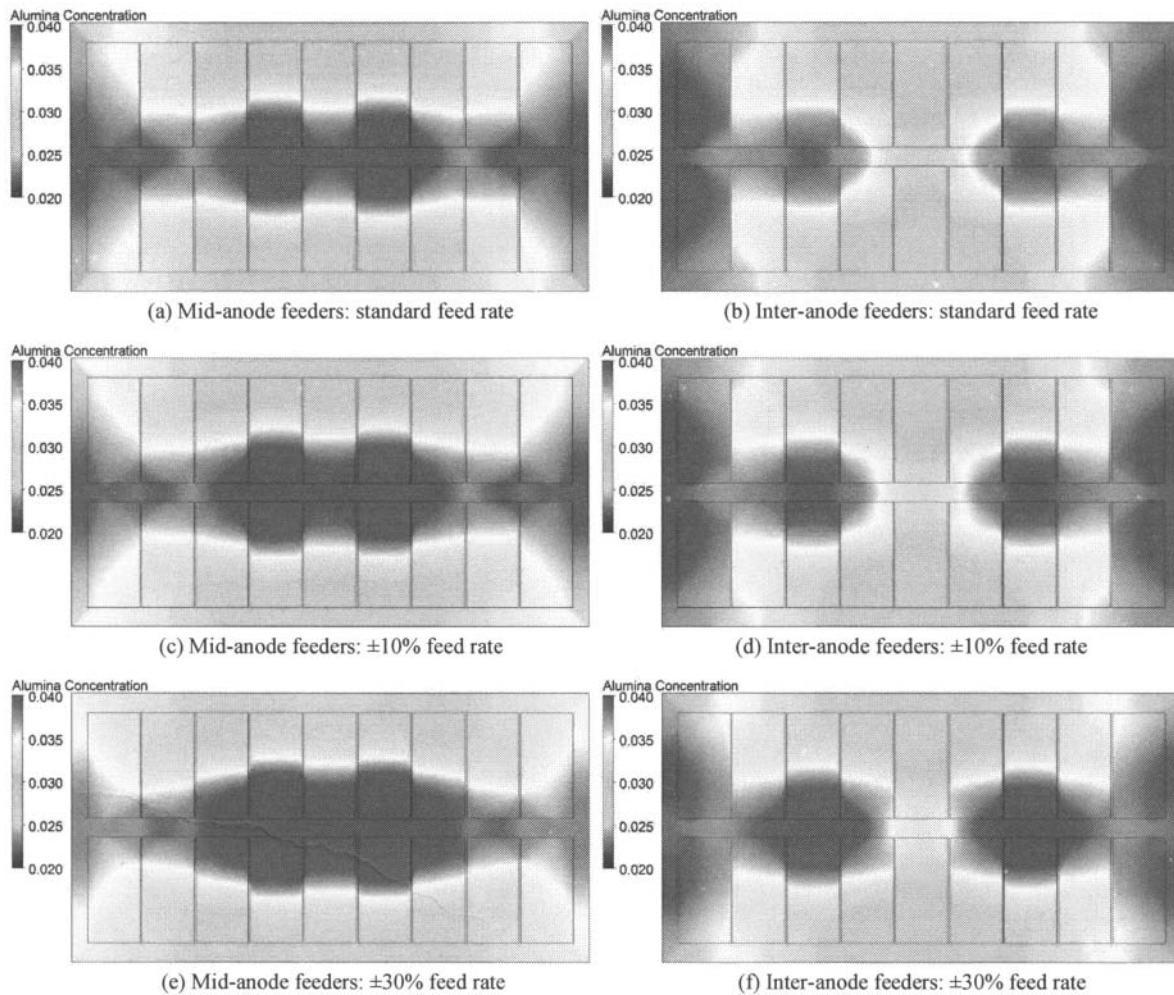 Alumina Concentration
0.040
0.035
0.030
0.025
0.020
(a) Mid-anode feeders: standard feed rate
Alumina Concentration
0.040
0.035
0.030
0.025
0.020
(b) Inter-anode feeders: standard feed rate
Alumina Concentration
0.040
0.035
0.030
0.025
0.020
(c) Mid-anode feeders: ±10% feed rate
Alumina Concentration
0.040
0.035
0.030
0.025
0.020
(d) Inter-anode feeders: ±10% feed rate
Alumina Concentration
0.040
0.035
0.030
0.025
0.020
(e) Mid-anode feeders: ±30% feed rate
Alumina Concentration
0.040
0.035
0.030
0.025
0.020
(f) Inter-anode feeders: ±30% feed rate